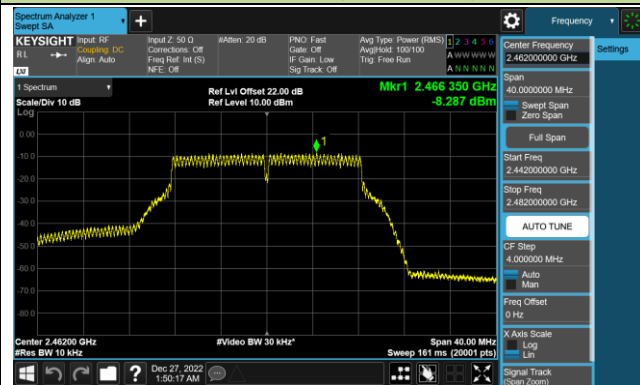 Spectrum Analyzer 1
Swept SA
Frequency
KEYSIGHT
RL
LXI
Input: RF
Coupling: DC
Align: Auto
Input Z: 50 Ω
Corrections: Off
Freq Ref: Int (S)
NFE: Off
#Atten: 20 dB
PNO: Fast
Gate: Off
IF Gain: Low
Sig Track: Off
Avg Type: Power (RMS)
Avg|Hold: 100/100
Trig: Free Run
1 2 3 4 5 6
A W W W W W
A N N N N N
1 Spectrum
Scale/Div 10 dB
Log
Ref Lvl Offset 22.00 dB
Ref Level 10.00 dBm
Mkr1 2.466 350 GHz
-8.287 dBm
1
0.00
-10.0
-20.0
-30.0
-40.0
-50.0
-60.0
-70.0
-80.0
Center 2.46200 GHz
#Res BW 10 kHz
#Video BW 30 kHz*
Span 40.00 MHz
Sweep 161 ms (20001 pts)
?
Dec 27, 2022
1:50:17 AM
Center Frequency
2.462000000 GHz
Settings
Span
40.0000000 MHz
Swept Span
Zero Span
Full Span
Start Freq
2.442000000 GHz
Stop Freq
2.482000000 GHz
AUTO TUNE
CF Step
4.000000 MHz
Auto
Man
Freq Offset
0 Hz
X Axis Scale
Log
Lin
Signal Track
(Span Zoom)